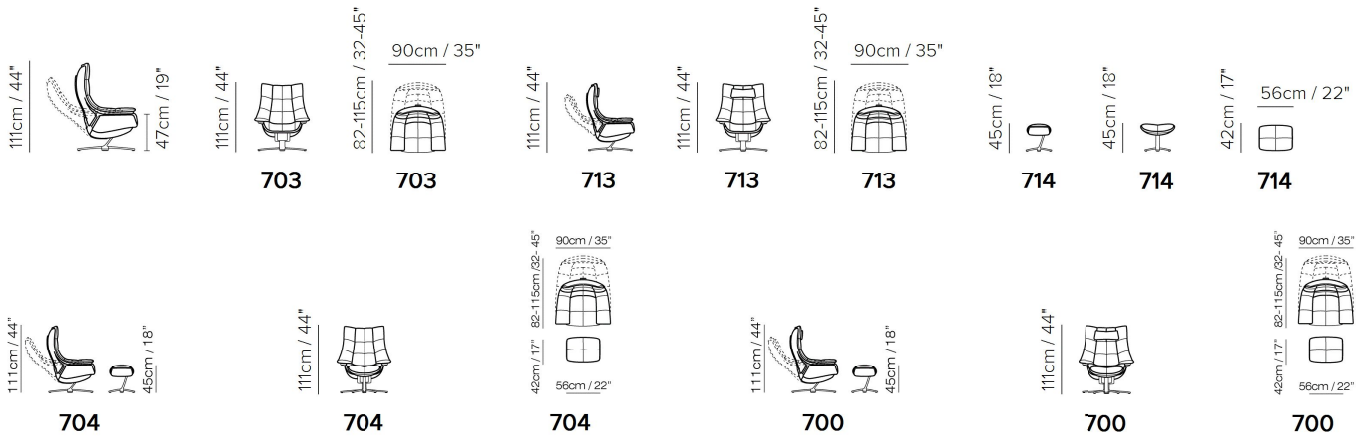 111cm / 44"
47cm / 19"
111cm / 44"
82-115cm / 32-45"
90cm / 35"
111cm / 44"
111cm / 44"
82-115cm / 32-45"
90cm / 35"
45cm / 18"
45cm / 18"
42cm / 17"
56cm / 22"
703
703
713
713
713
714
714
714
111cm / 44"
45cm / 18"
111cm / 44"
90cm / 35"
82-115cm /32- 45"
42cm / 17"
56cm / 22"
111cm / 44"
45cm / 18"
111cm / 44"
90cm / 35"
82-115cm /32- 45"
42cm / 17"
56cm / 22"
704
704
704
700
700
700